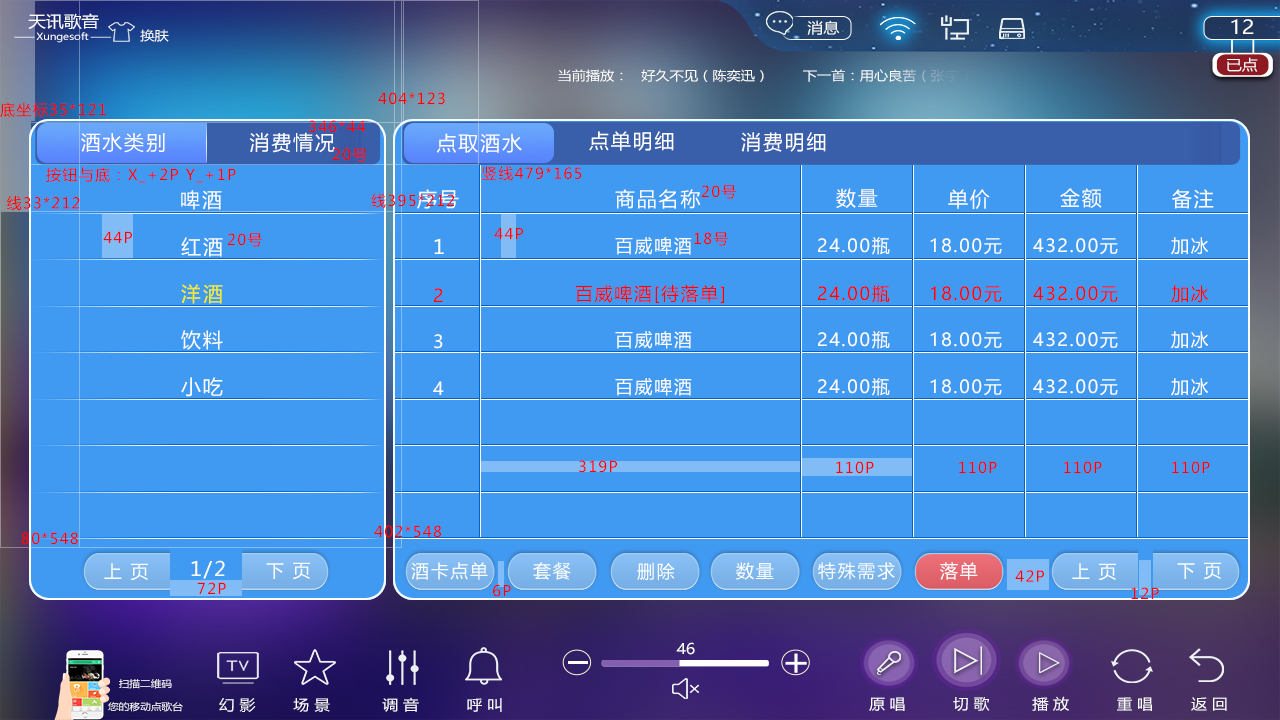 天讯歌音
Xungesoft
换肤
消息
12
已点
当前播放： 好久不见（陈奕迅）
下一首：用心良苦（张宇
404*123
底坐标35*121
酒水类别
消费情况
346*44
20号
按钮与底：X_+2P Y_+1P
线33*212
啤酒
44P
红酒
20号
洋酒
饮料
小吃
80*548
上 页
1/2
下 页
72P
点取酒水
点单明细
消费明细
竖线479*165
线395*212
序号
商品名称
20号
数量
单价
金额
备注
44P
1
百威啤酒
18号
24.00瓶
18.00元
432.00元
加冰
2
百威啤酒[待落单]
24.00瓶
18.00元
432.00元
加冰
3
百威啤酒
24.00瓶
18.00元
432.00元
加冰
4
百威啤酒
24.00瓶
18.00元
432.00元
加冰
319P
110P
110P
110P
110P
402*548
酒卡点单
套餐
删除
数量
特殊需求
落单
42P
上 页
下 页
6P
12P
扫描二维码
您的移动点歌台
TV
幻影
场景
调音
呼叫
46
原唱
切歌
播放
重唱
返回